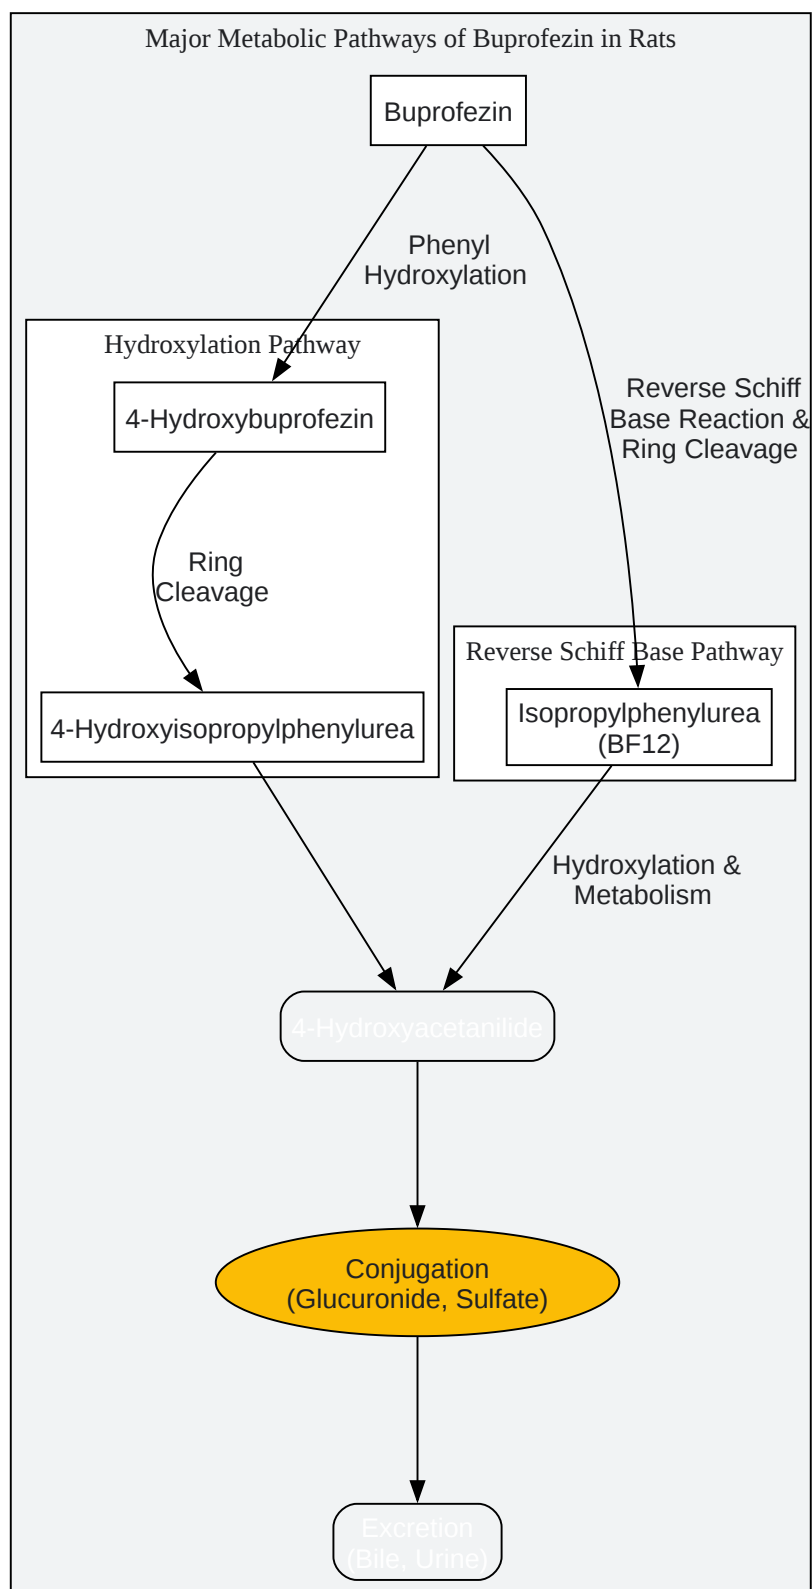 Major Metabolic Pathways of Buprofezin in Rats
Buprofezin
Phenyl
Hydroxylation
Hydroxylation Pathway
4-Hydroxybuprofezin
Reverse Schiff
Base Reaction &
Ring Cleavage
Ring
Cleavage
Reverse Schiff Base Pathway
4-Hydroxyisopropylphenylurea
Isopropylphenylurea
(BF12)
Hydroxylation &
Metabolism
4-Hydroxyacetanilide
Conjugation
(Glucuronide, Sulfate)
Excretion
(Bile, Urine)